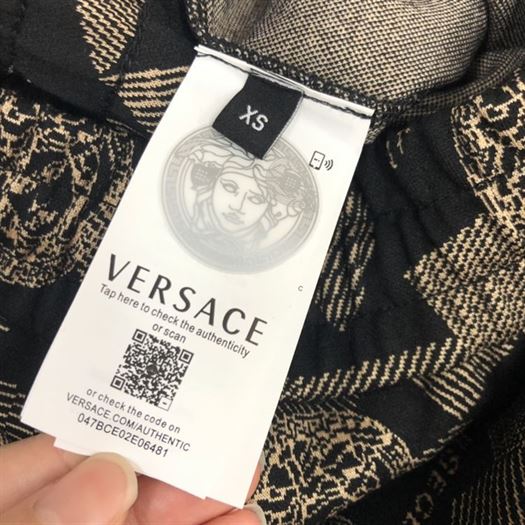 XS
VERSACE
Tap here to check the authenticity
or scan
or check the code on
VERSACE.COM/AUTHENTIC
047BCE02E06481